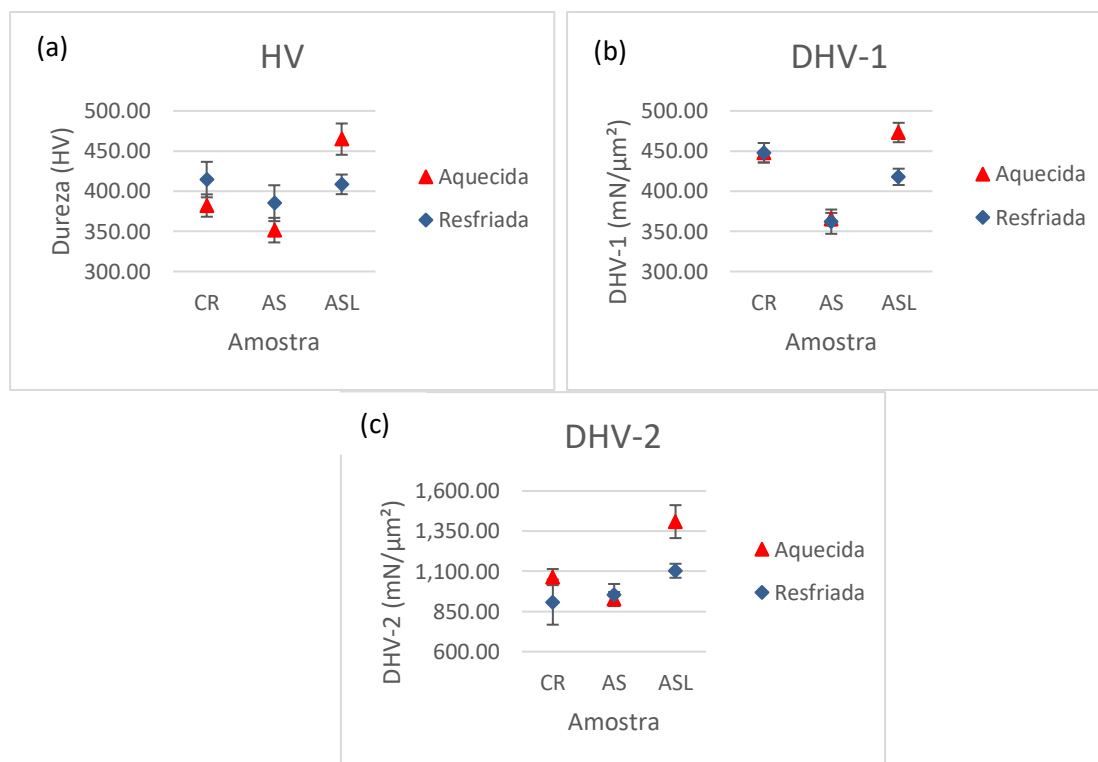 (a)
HV
Dureza (HV)
500.00
450.00
400.00
350.00
300.00
CR AS ASL
Amostra
Aquecida
Resfriada
(b)
DHV-1
DHV-1 (mN/µm²)
500.00
450.00
400.00
350.00
300.00
CR AS ASL
Amostra
Aquecida
Resfriada
(c)
DHV-2
DHV-2 (mN/µm²)
1,600.00
1,350.00
1,100.00
850.00
600.00
CR AS ASL
Amostra
Aquecida
Resfriada